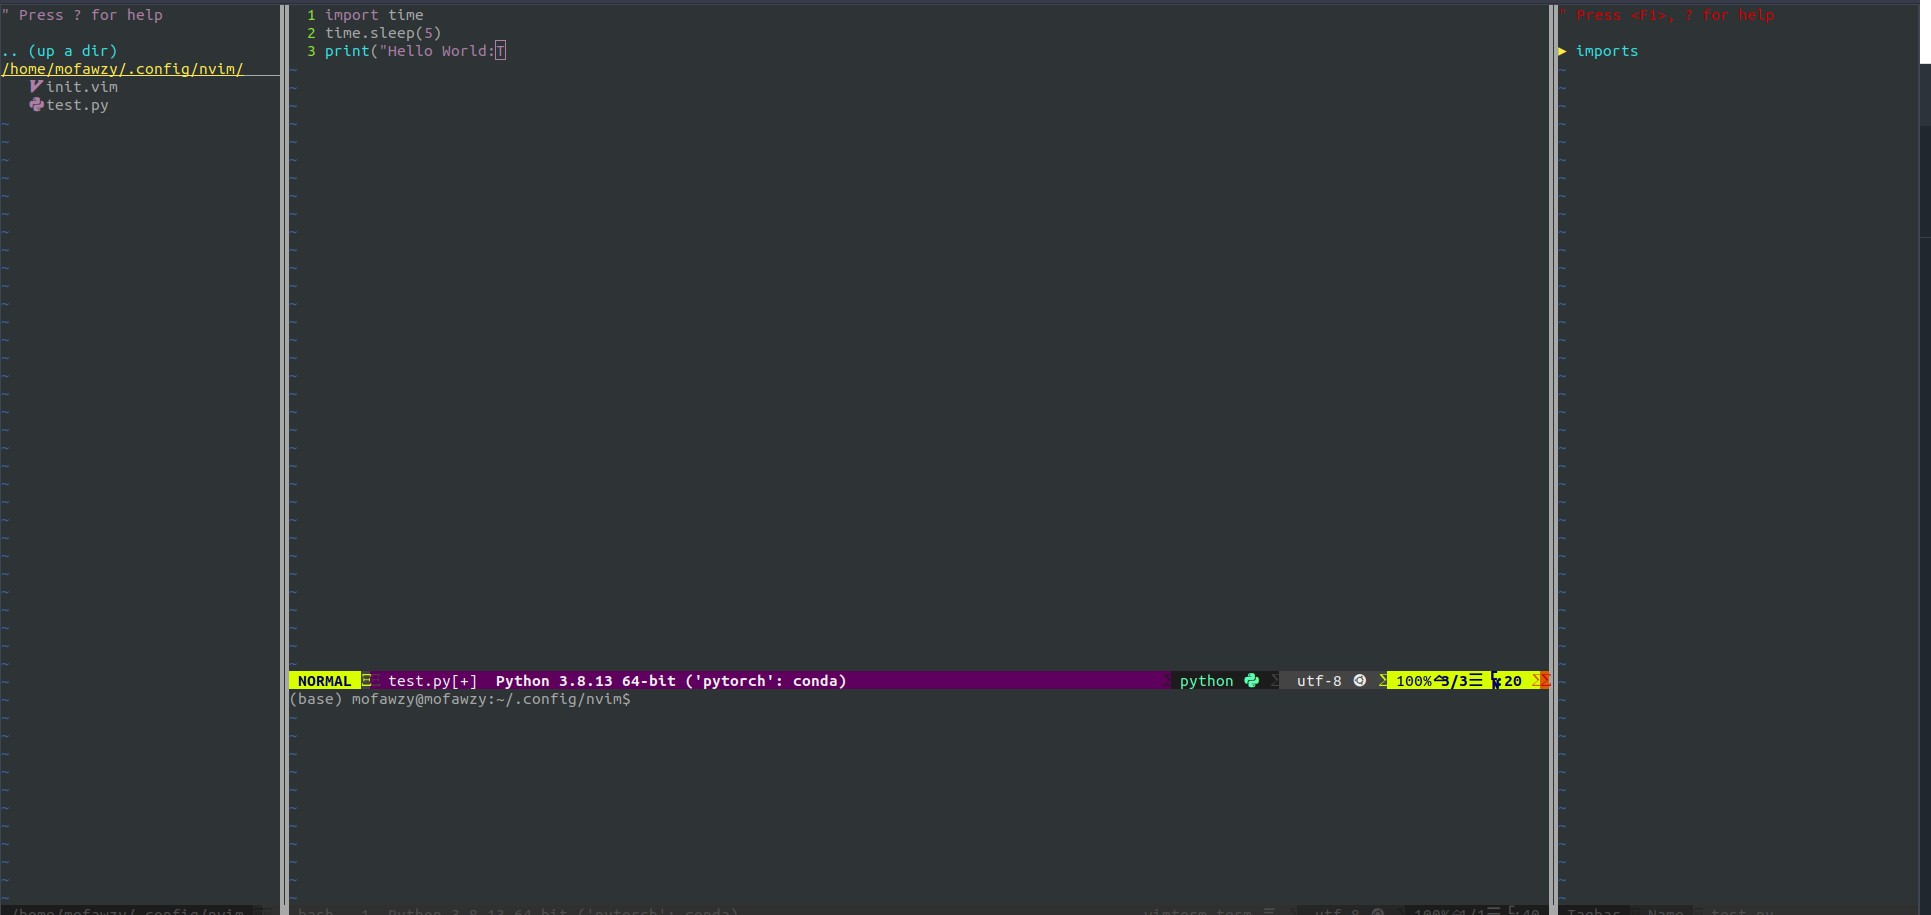 " Press ? for help
.. (up a dir)
/home/mofawzy/.config/nvim/
init.vim
test.py
1 import time
2 time.sleep(5)
3 print("Hello World:T
NORMAL test.py[+] Python 3.8.13 64-bit ('pytorch': conda) python utf-8 100% 3/3 :20
(base) mofawzy@mofawzy:~/.config/nvim$
" Press <F1>, ? for help
▶ imports